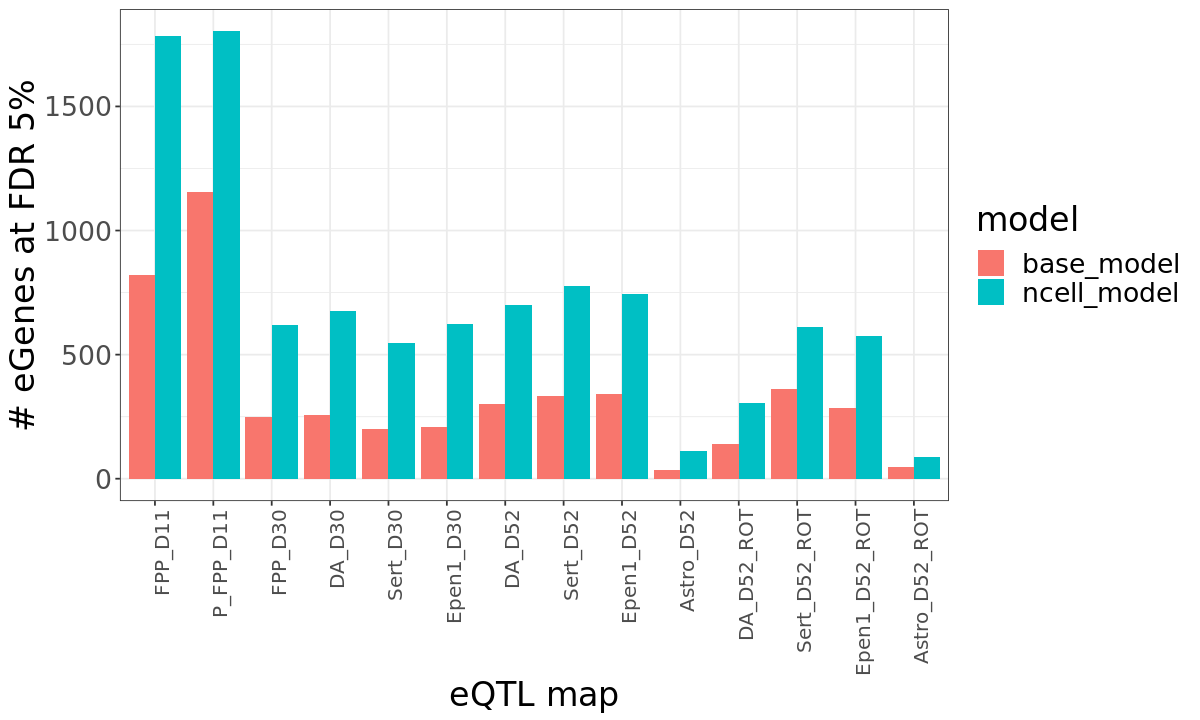 # eGenes at FDR 5%
1500
1000
500
0
FPP_D11
P_FPP_D11
FPP_D30
DA_D30
Sert_D30
Epen1_D30
DA_D52
Sert_D52
Epen1_D52
Astro_D52
DA_D52_ROT
Sert_D52_ROT
Epen1_D52_ROT
Astro_D52_ROT
eQTL map
model
base_model
ncell_model